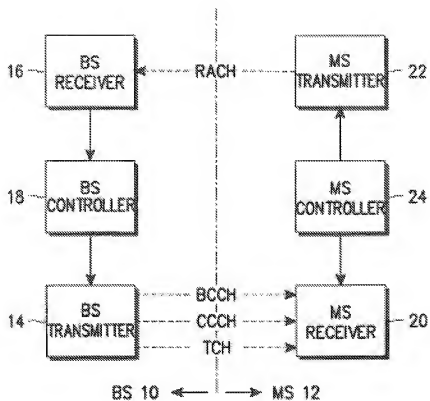 16
BS
RECEIVER
RACH
MS
TRANSMITTER
22
18
BS
CONTROLLER
MS
CONTROLLER
24
14
BS
TRANSMITTER
BCCH
CCCH
TCH
MS
RECEIVER
20
BS 10
MS 12